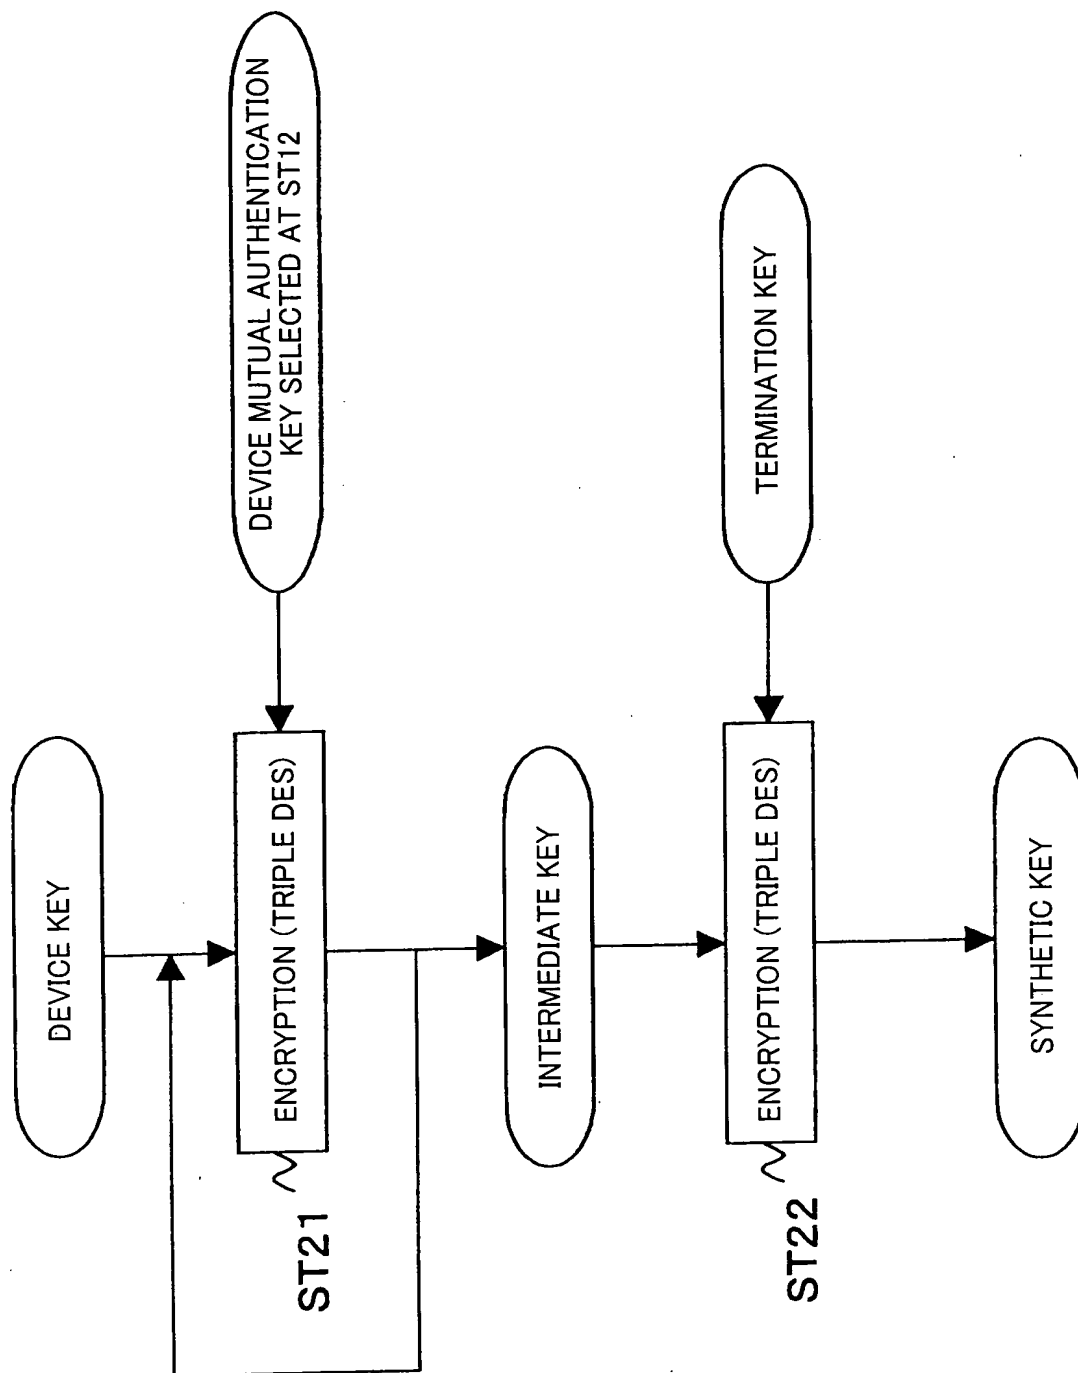 DEVICE KEY
DEVICE MUTUAL AUTHENTICATION
KEY SELECTED AT ST12
ENCRYPTION (TRIPLE DES)
ST21
INTERMEDIATE KEY
TERMINATION KEY
ENCRYPTION (TRIPLE DES)
ST22
SYNTHETIC KEY